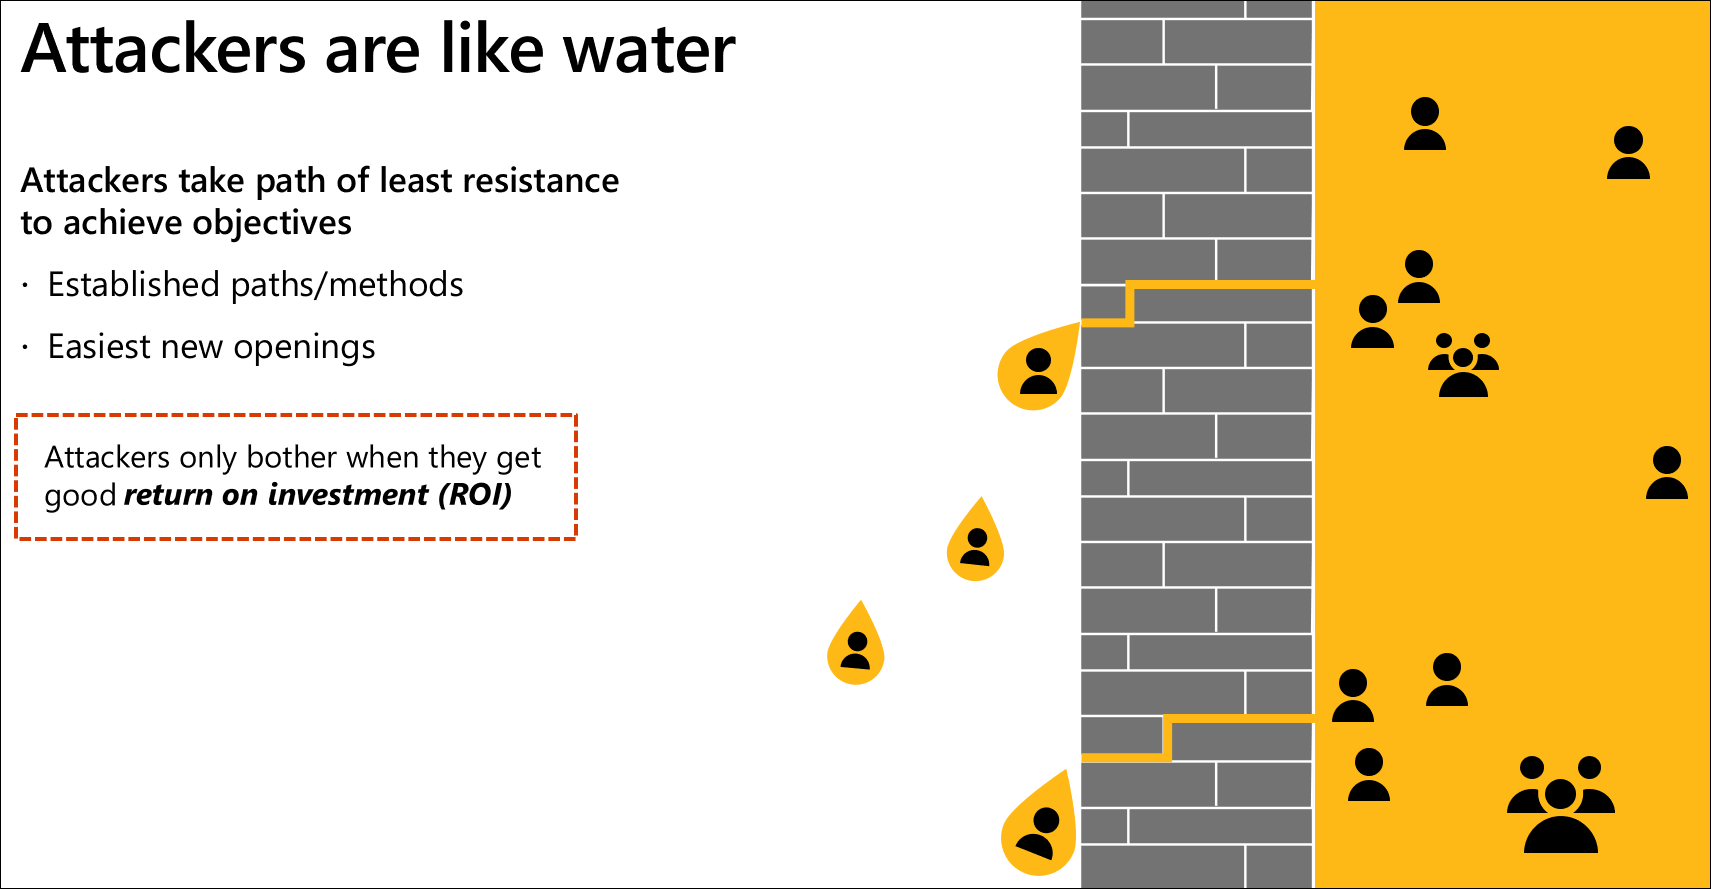 Attackers are like water
Attackers take path of least resistance
to achieve objectives
· Established paths/methods
· Easiest new openings
Attackers only bother when they get
good return on investment (ROI)